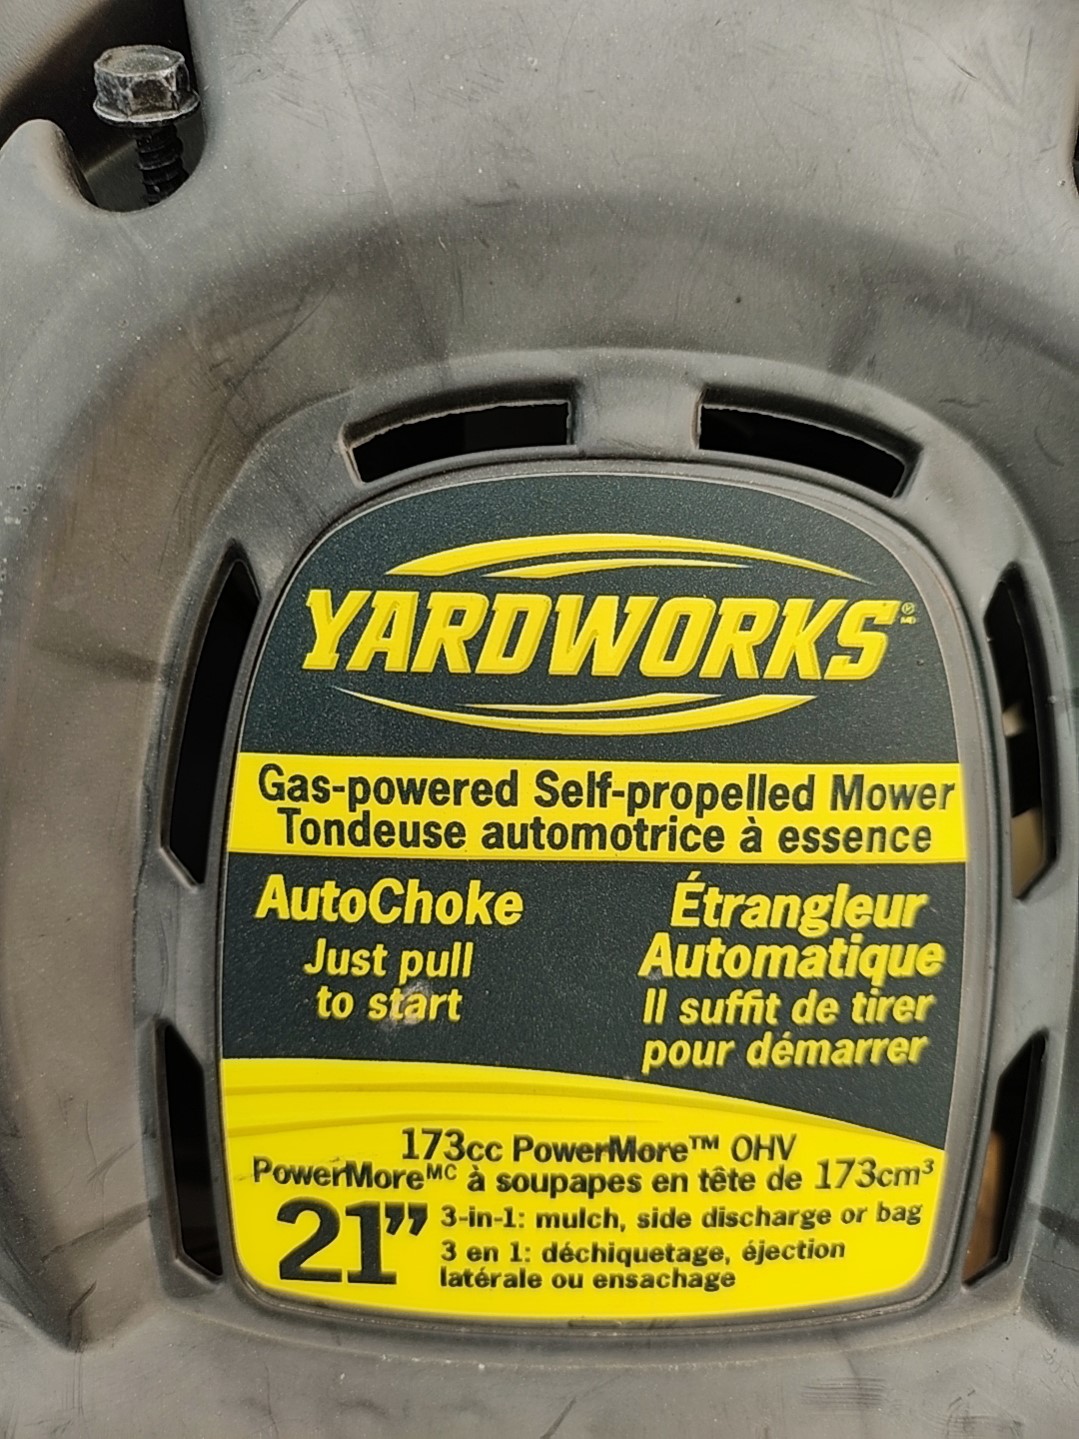 YARDWORKS®
MD
Gas-powered Self-propelled Mower
Tondeuse automotrice à essence
AutoChoke
Just pull
to start
Étrangleur
Automatique
Il suffit de tirer
pour démarrer
173cc PowerMore™ OHV
PowerMoreᴹᶜ à soupapes en tête de 173cm³
21”
3-in-1: mulch, side discharge or bag
3 en 1: déchiquetage, éjection
latérale ou ensachage